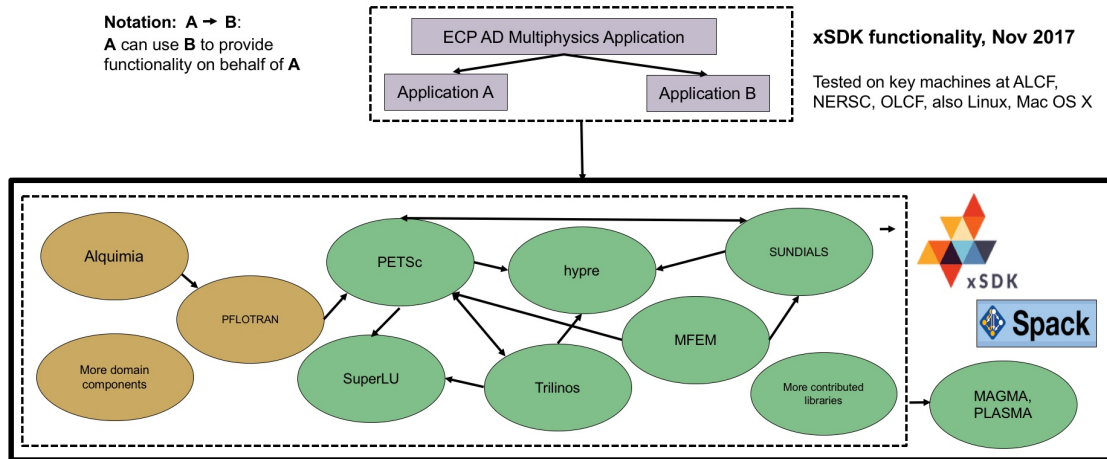 Notation: A → B:
A can use B to provide
functionality on behalf of A
ECP AD Multiphysics Application
Application A
Application B
xSDK functionality, Nov 2017
Tested on key machines at ALCF,
NERSC, OLCF, also Linux, Mac OS X
Alquimia
PFLOTRAN
More domain
components
PETSc
hypre
SUNDIALS
SuperLU
Trilinos
MFEM
More contributed
libraries
xSDK
Spack
MAGMA,
PLASMA